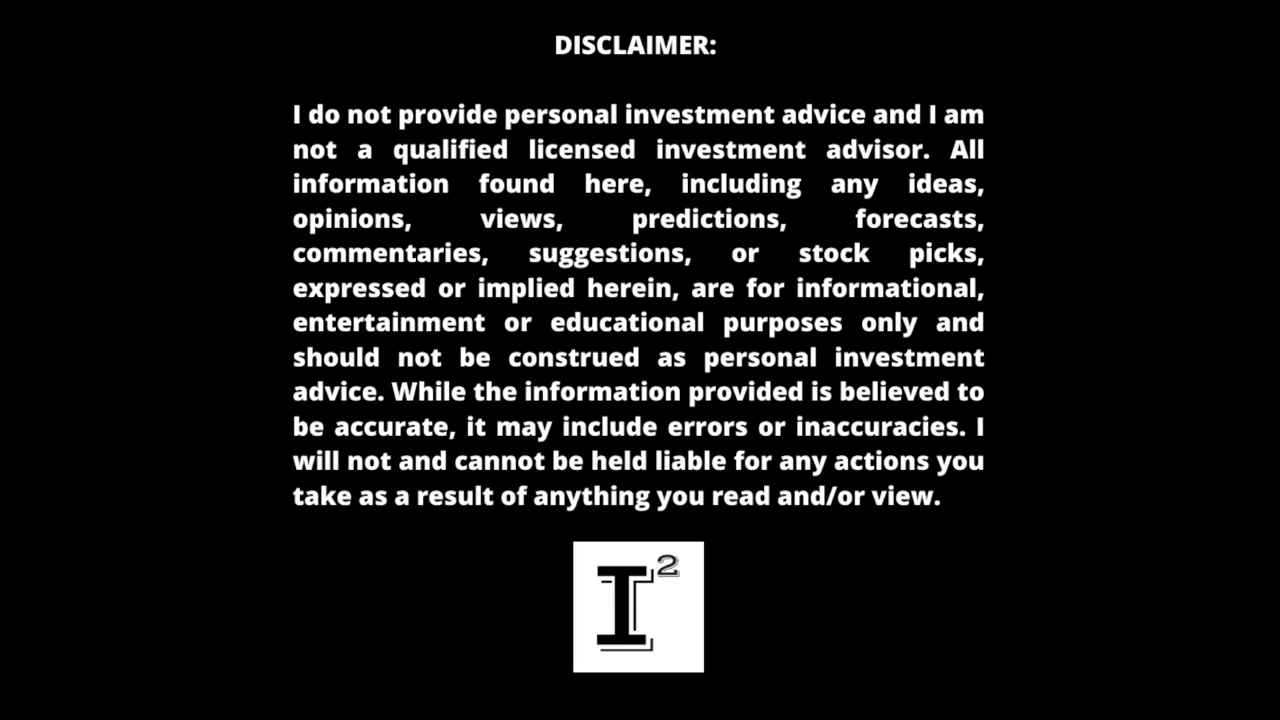 DISCLAIMER:
I do not provide personal investment advice and I am
not a qualified licensed investment advisor. All
information found here, including any ideas,
opinions, views, predictions, forecasts,
commentaries, suggestions, or stock picks,
expressed or implied herein, are for informational,
entertainment or educational purposes only and
should not be construed as personal investment
advice. While the information provided is believed to
be accurate, it may include errors or inaccuracies. I
will not and cannot be held liable for any actions you
take as a result of anything you read and/or view.
I²